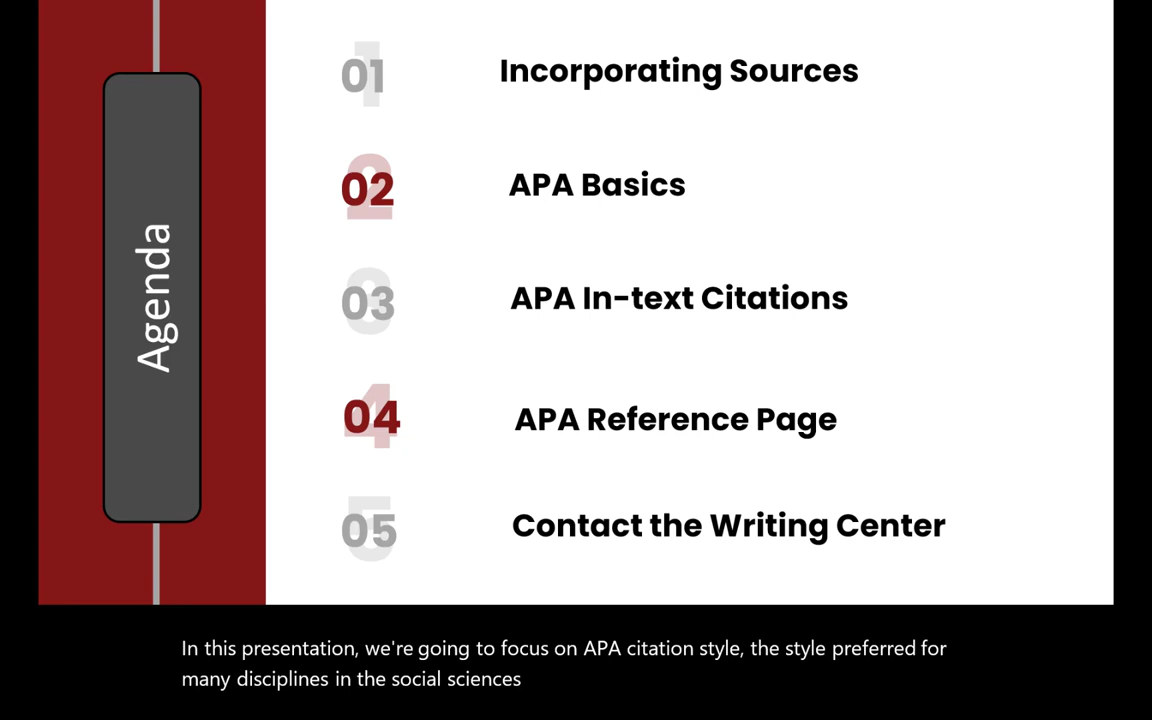 Agenda
01 Incorporating Sources
02 APA Basics
03 APA In-text Citations
04 APA Reference Page
05 Contact the Writing Center
In this presentation, we're going to focus on APA citation style, the style preferred for
many disciplines in the social sciences